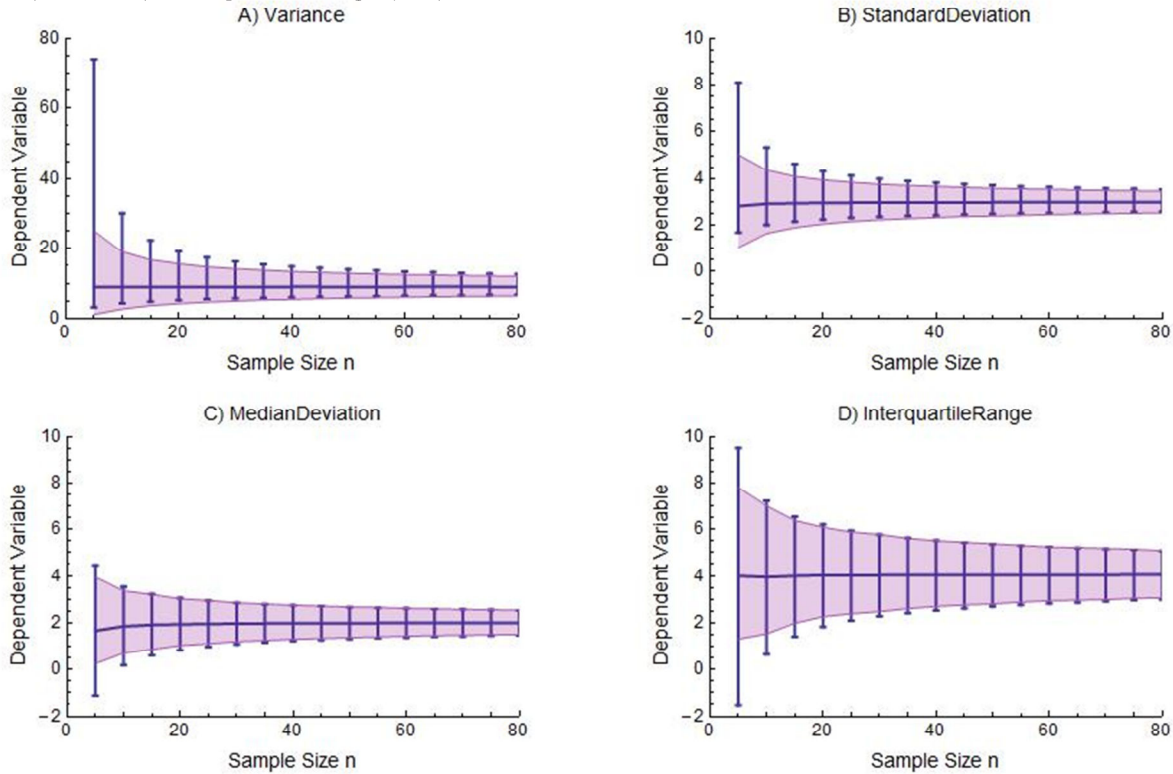 A) Variance
80
60
40
20
0
Dependent Variable
0 20 40 60 80
Sample Size n
B) StandardDeviation
10
8
6
4
2
0
−2
Dependent Variable
0 20 40 60 80
Sample Size n
C) MedianDeviation
10
8
6
4
2
0
−2
Dependent Variable
0 20 40 60 80
Sample Size n
D) InterquartileRange
10
8
6
4
2
0
−2
Dependent Variable
0 20 40 60 80
Sample Size n